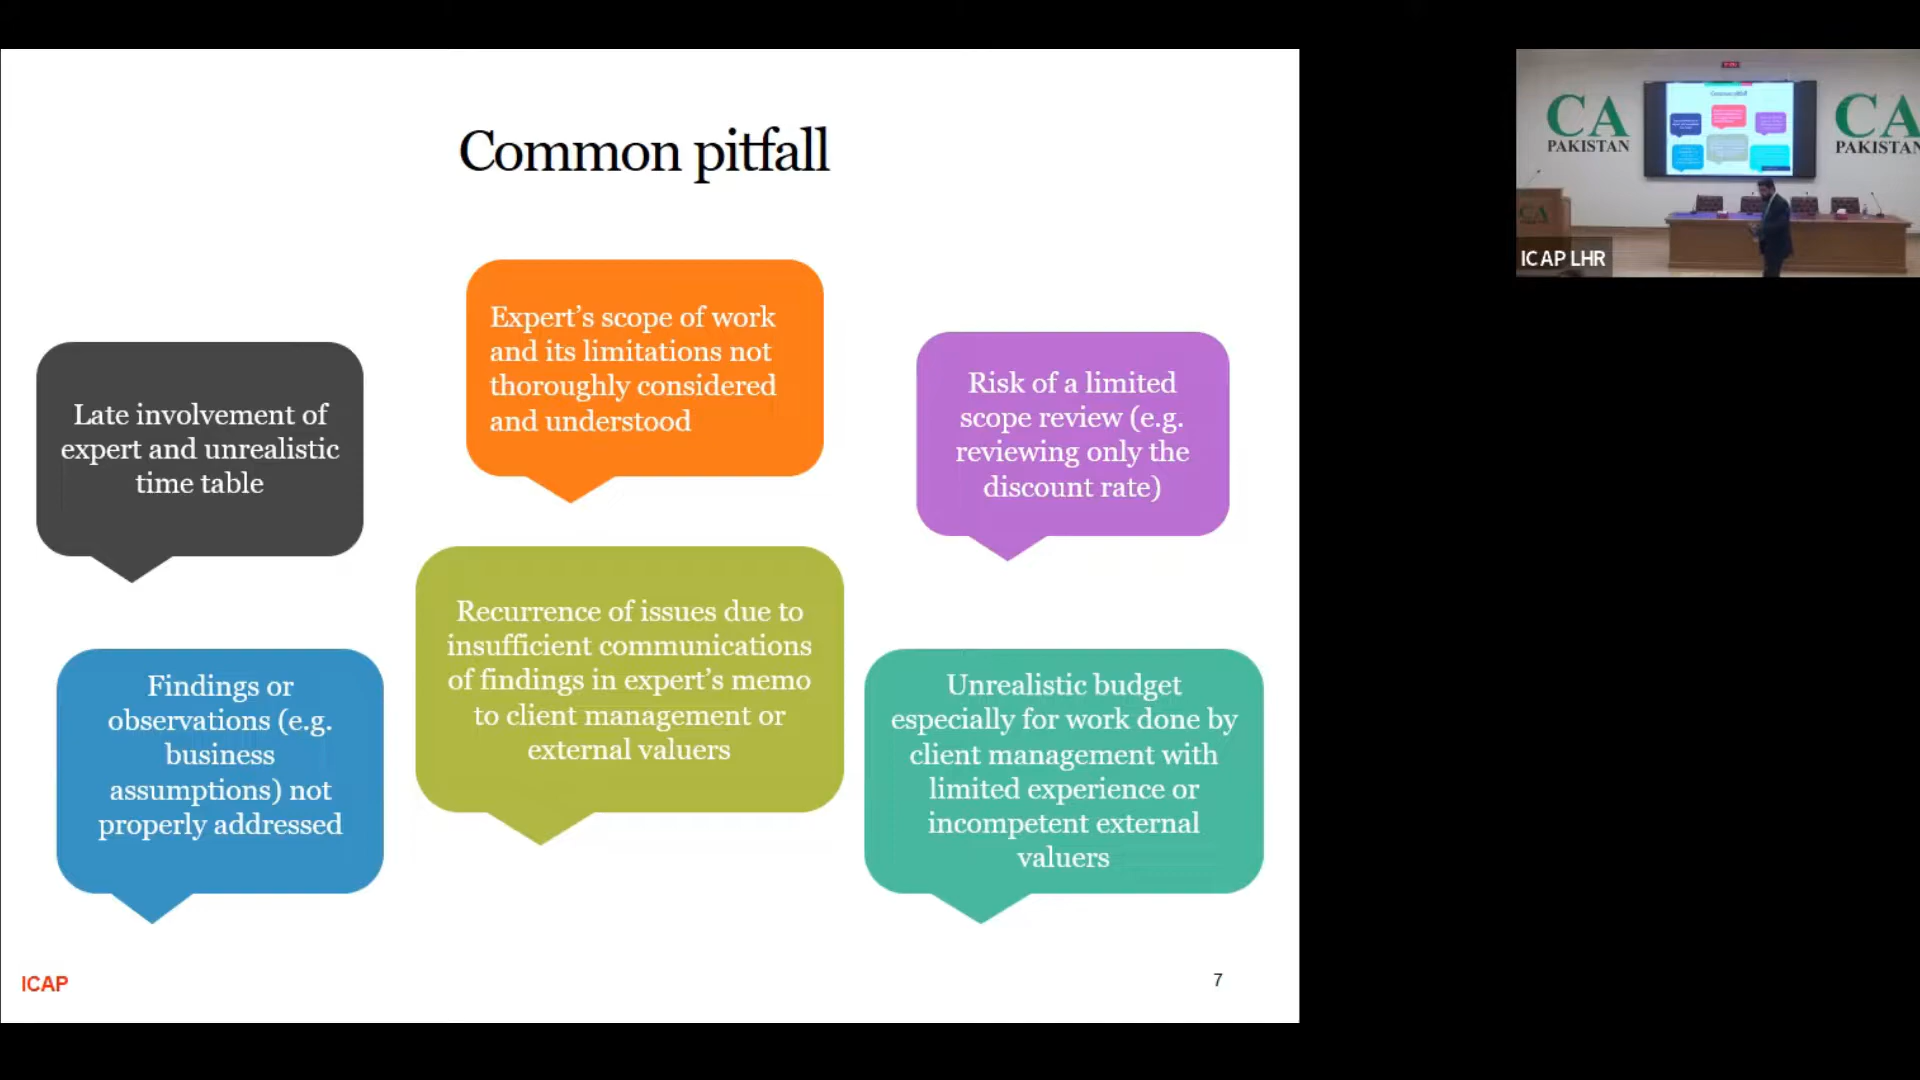 Common pitfall
Expert’s scope of work
and its limitations not
thoroughly considered
and understood
Late involvement of
expert and unrealistic
time table
Risk of a limited
scope review (e.g.
reviewing only the
discount rate)
Recurrence of issues due to
insufficient communications
of findings in expert’s memo
to client management or
external valuers
Findings or
observations (e.g.
business
assumptions) not
properly addressed
Unrealistic budget
especially for work done by
client management with
limited experience or
incompetent external
valuers
ICAP
7
CA
PAKISTAN
Common pitfall
CA
PAKISTAN
CA
ICAP LHR